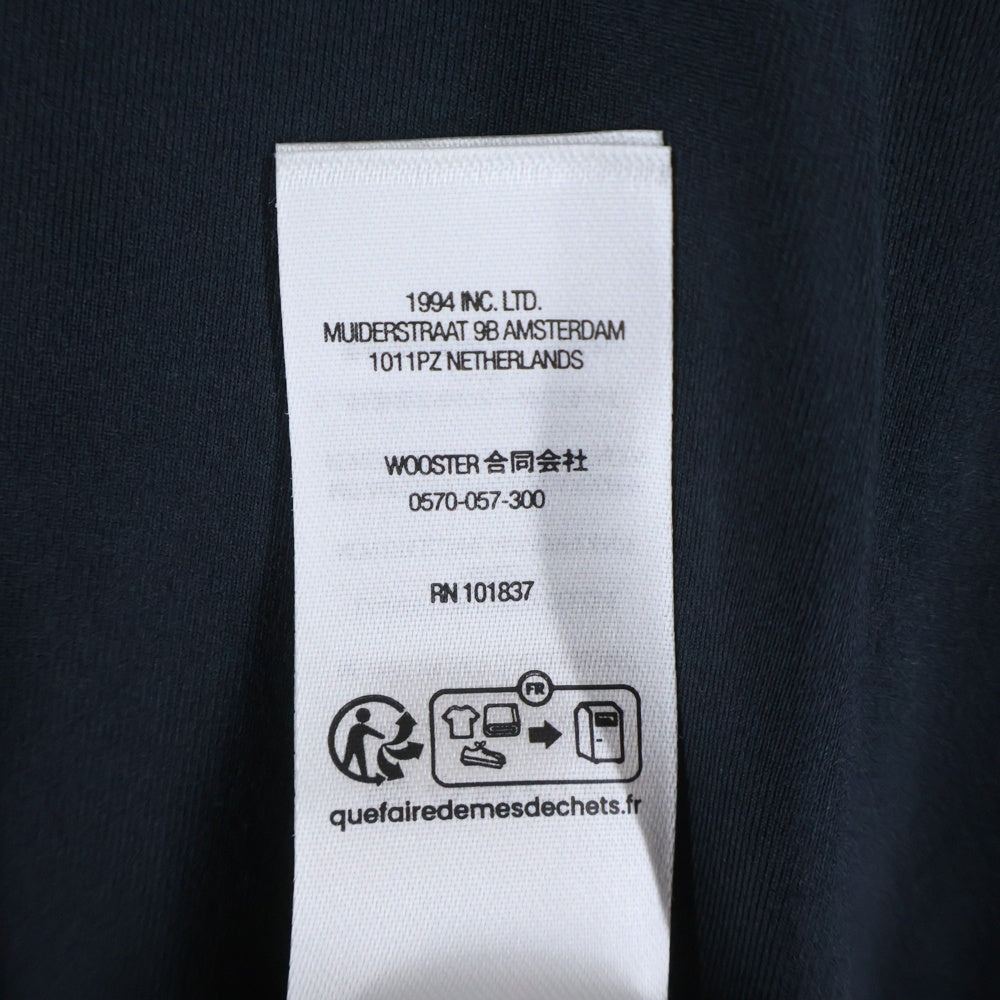 1994 INC. LTD.
MUIDERSTRAAT 9B AMSTERDAM
1011PZ NETHERLANDS
WOOSTER 合同会社
0570-057-300
RN 101837
FR
quefairedemesdechets.fr